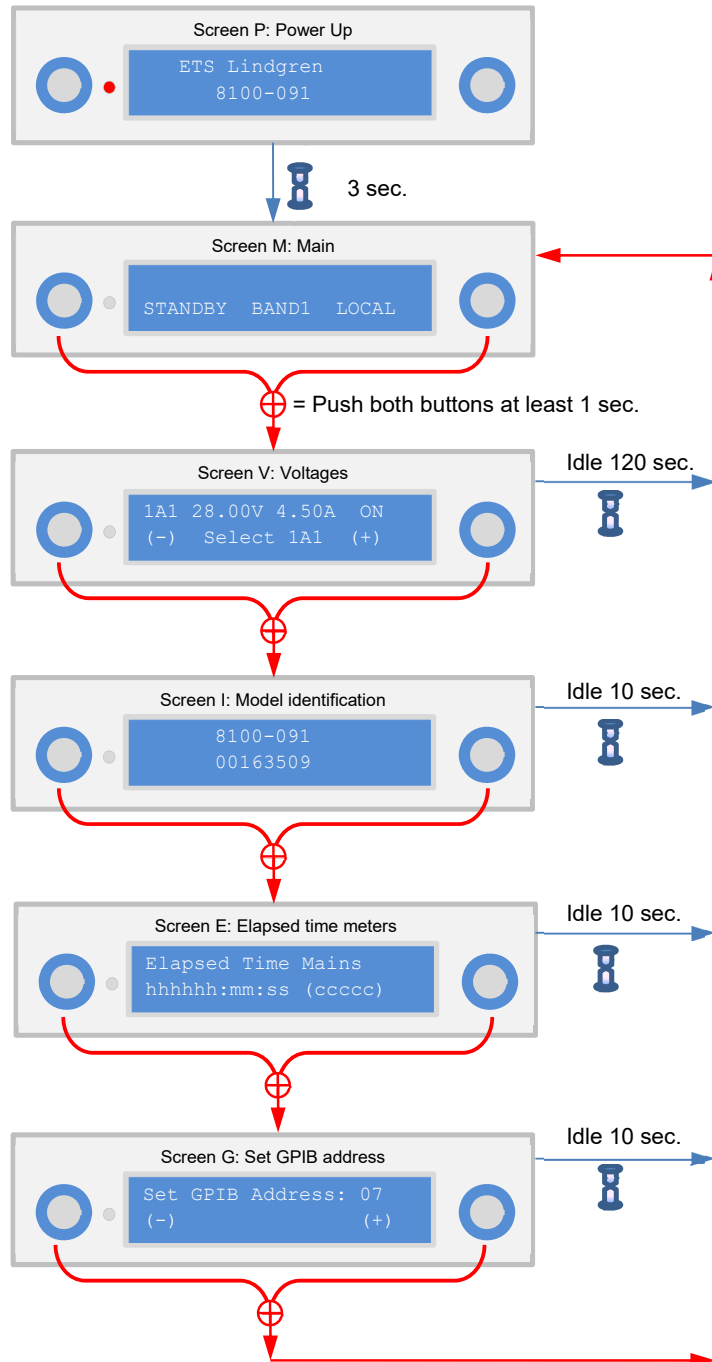 Screen P: Power Up
ETS Lindgren
8100-091
3 sec.
Screen M: Main
STANDBY BAND1 LOCAL
= Push both buttons at least 1 sec.
Screen V: Voltages
Idle 120 sec.
1A1 28.00V 4.50A ON
(-) Select 1A1 (+)
Screen I: Model identification
Idle 10 sec.
8100-091
00163509
Screen E: Elapsed time meters
Idle 10 sec.
Elapsed Time Mains
hhhhhh:mm:ss (ccccc)
Screen G: Set GPIB address
Idle 10 sec.
Set GPIB Address: 07
(-) (+)